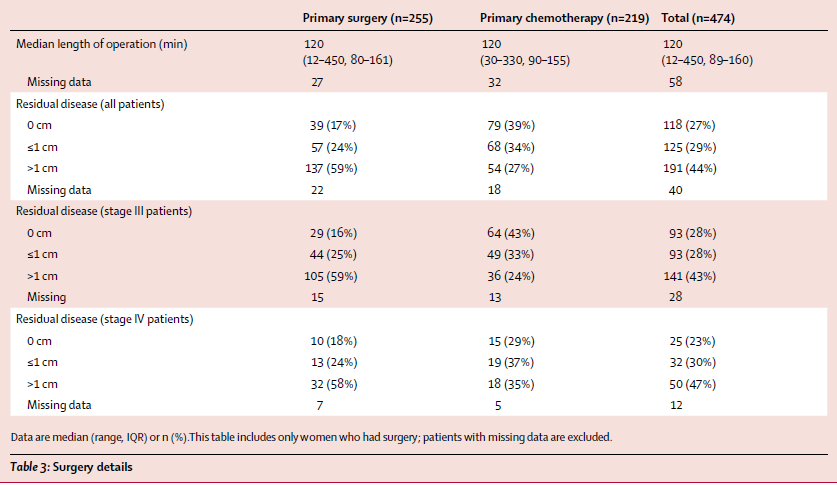 Primary surgery (n=255) Primary chemotherapy (n=219) Total (n=474)
Median length of operation (min) 120 120 120
(12–450, 80–161) (30–330, 90–155) (12–450, 89–160)
Missing data 27 32 58
Residual disease (all patients)
0 cm 39 (17%) 79 (39%) 118 (27%)
≤1 cm 57 (24%) 68 (34%) 125 (29%)
>1 cm 137 (59%) 54 (27%) 191 (44%)
Missing data 22 18 40
Residual disease (stage III patients)
0 cm 29 (16%) 64 (43%) 93 (28%)
≤1 cm 44 (25%) 49 (33%) 93 (28%)
>1 cm 105 (59%) 36 (24%) 141 (43%)
Missing 15 13 28
Residual disease (stage IV patients)
0 cm 10 (18%) 15 (29%) 25 (23%)
≤1 cm 13 (24%) 19 (37%) 32 (30%)
>1 cm 32 (58%) 18 (35%) 50 (47%)
Missing data 7 5 12
Data are median (range, IQR) or n (%).This table includes only women who had surgery; patients with missing data are excluded.
Table 3: Surgery details